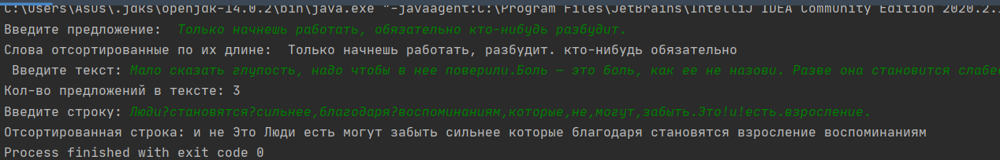 C:\Users\Asus\.jdks\openjdk-14.0.2\bin\java.exe "-javaagent:C:\Program Files\JetBrains\IntelliJ IDEA Community Edition 2020.2.
Введите предложение:  Только начнешь работать, обязательно кто-нибудь разбудит.
Слова отсортированные по их длине:  Только начнешь работать, разбудит. кто-нибудь обязательно
Введите текст: Мало сказать глупость, надо чтобы в нее поверили.Боль — это боль, как ее не назови. Разве она становится слабе
Кол-во предложений в тексте: 3
Введите строку: Люди?становятся?сильнее,благодаря?воспоминаниям,которые,не,могут,забыть.Это!и!есть.взросление.
Отсортированная строка: и не Это Люди есть могут забыть сильнее которые благодаря становятся взросление воспоминаниям
Process finished with exit code 0